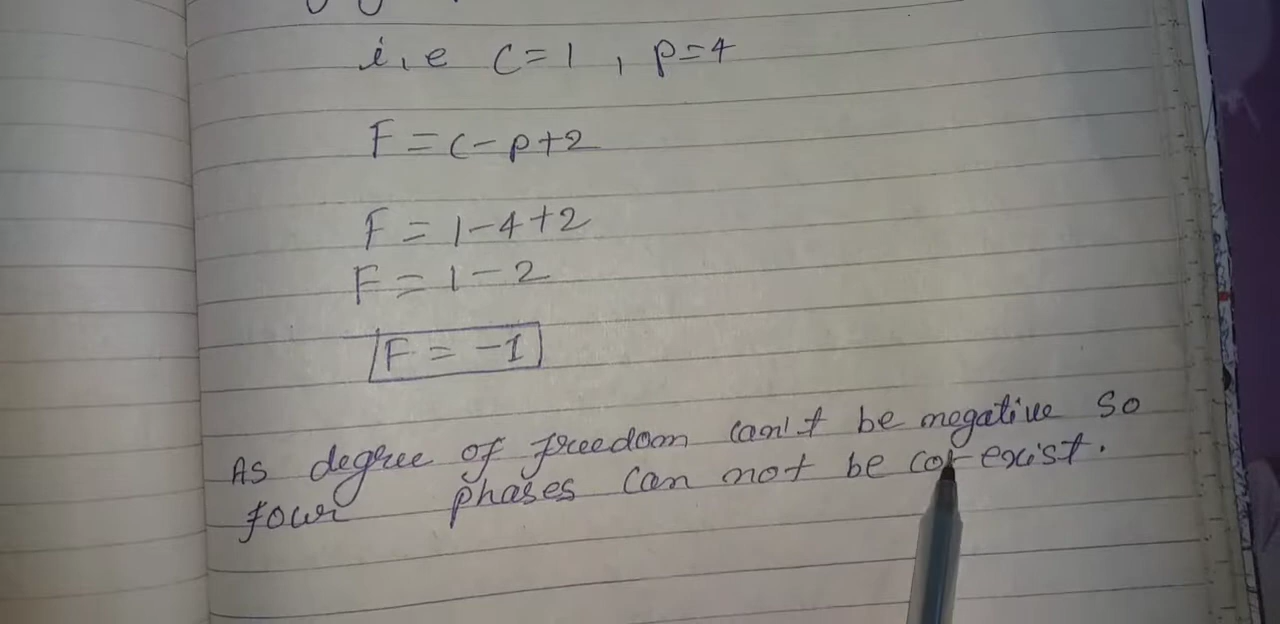 i,e C=1 , P=4
F = C-P+2
F = 1-4+2
F = 1-2
F = -1
As degree of freedom can't be negative so
four phases can not be co-exist.